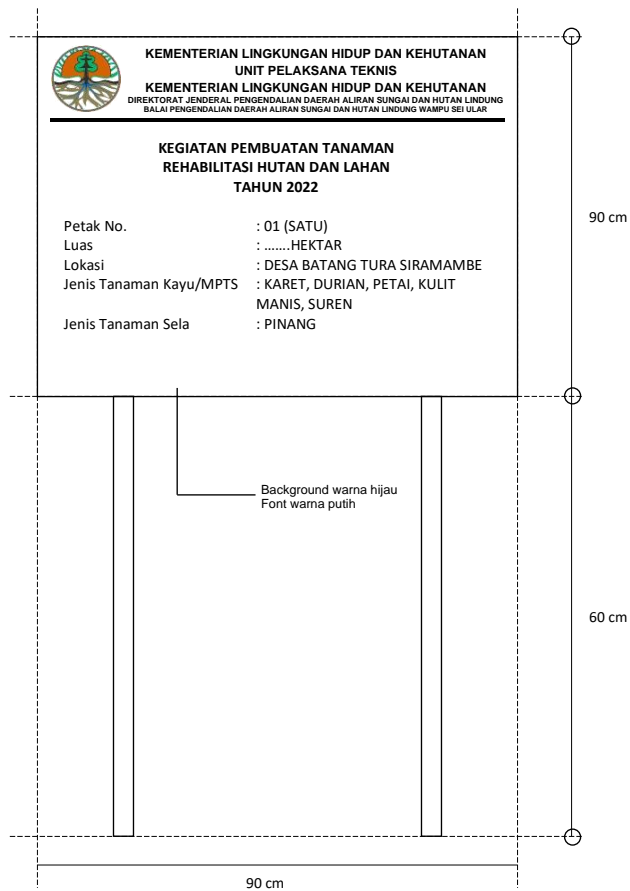 KEMENTERIAN LINGKUNGAN HIDUP DAN KEHUTANAN
UNIT PELAKSANA TEKNIS
KEMENTERIAN LINGKUNGAN HIDUP DAN KEHUTANAN
DIREKTORAT JENDERAL PENGENDALIAN DAERAH ALIRAN SUNGAI DAN HUTAN LINDUNG
BALAI PENGENDALIAN DAERAH ALIRAN SUNGAI DAN HUTAN LINDUNG WAMPU SEI ULAR
KEGIATAN PEMBUATAN TANAMAN
REHABILITASI HUTAN DAN LAHAN
TAHUN 2022
Petak No. : 01 (SATU)
Luas : .......HEKTAR
Lokasi : DESA BATANG TURA SIRAMAMBE
Jenis Tanaman Kayu/MPTS : KARET, DURIAN, PETAI, KULIT
MANIS, SUREN
Jenis Tanaman Sela : PINANG
90 cm
Background warna hijau
Font warna putih
60 cm
90 cm